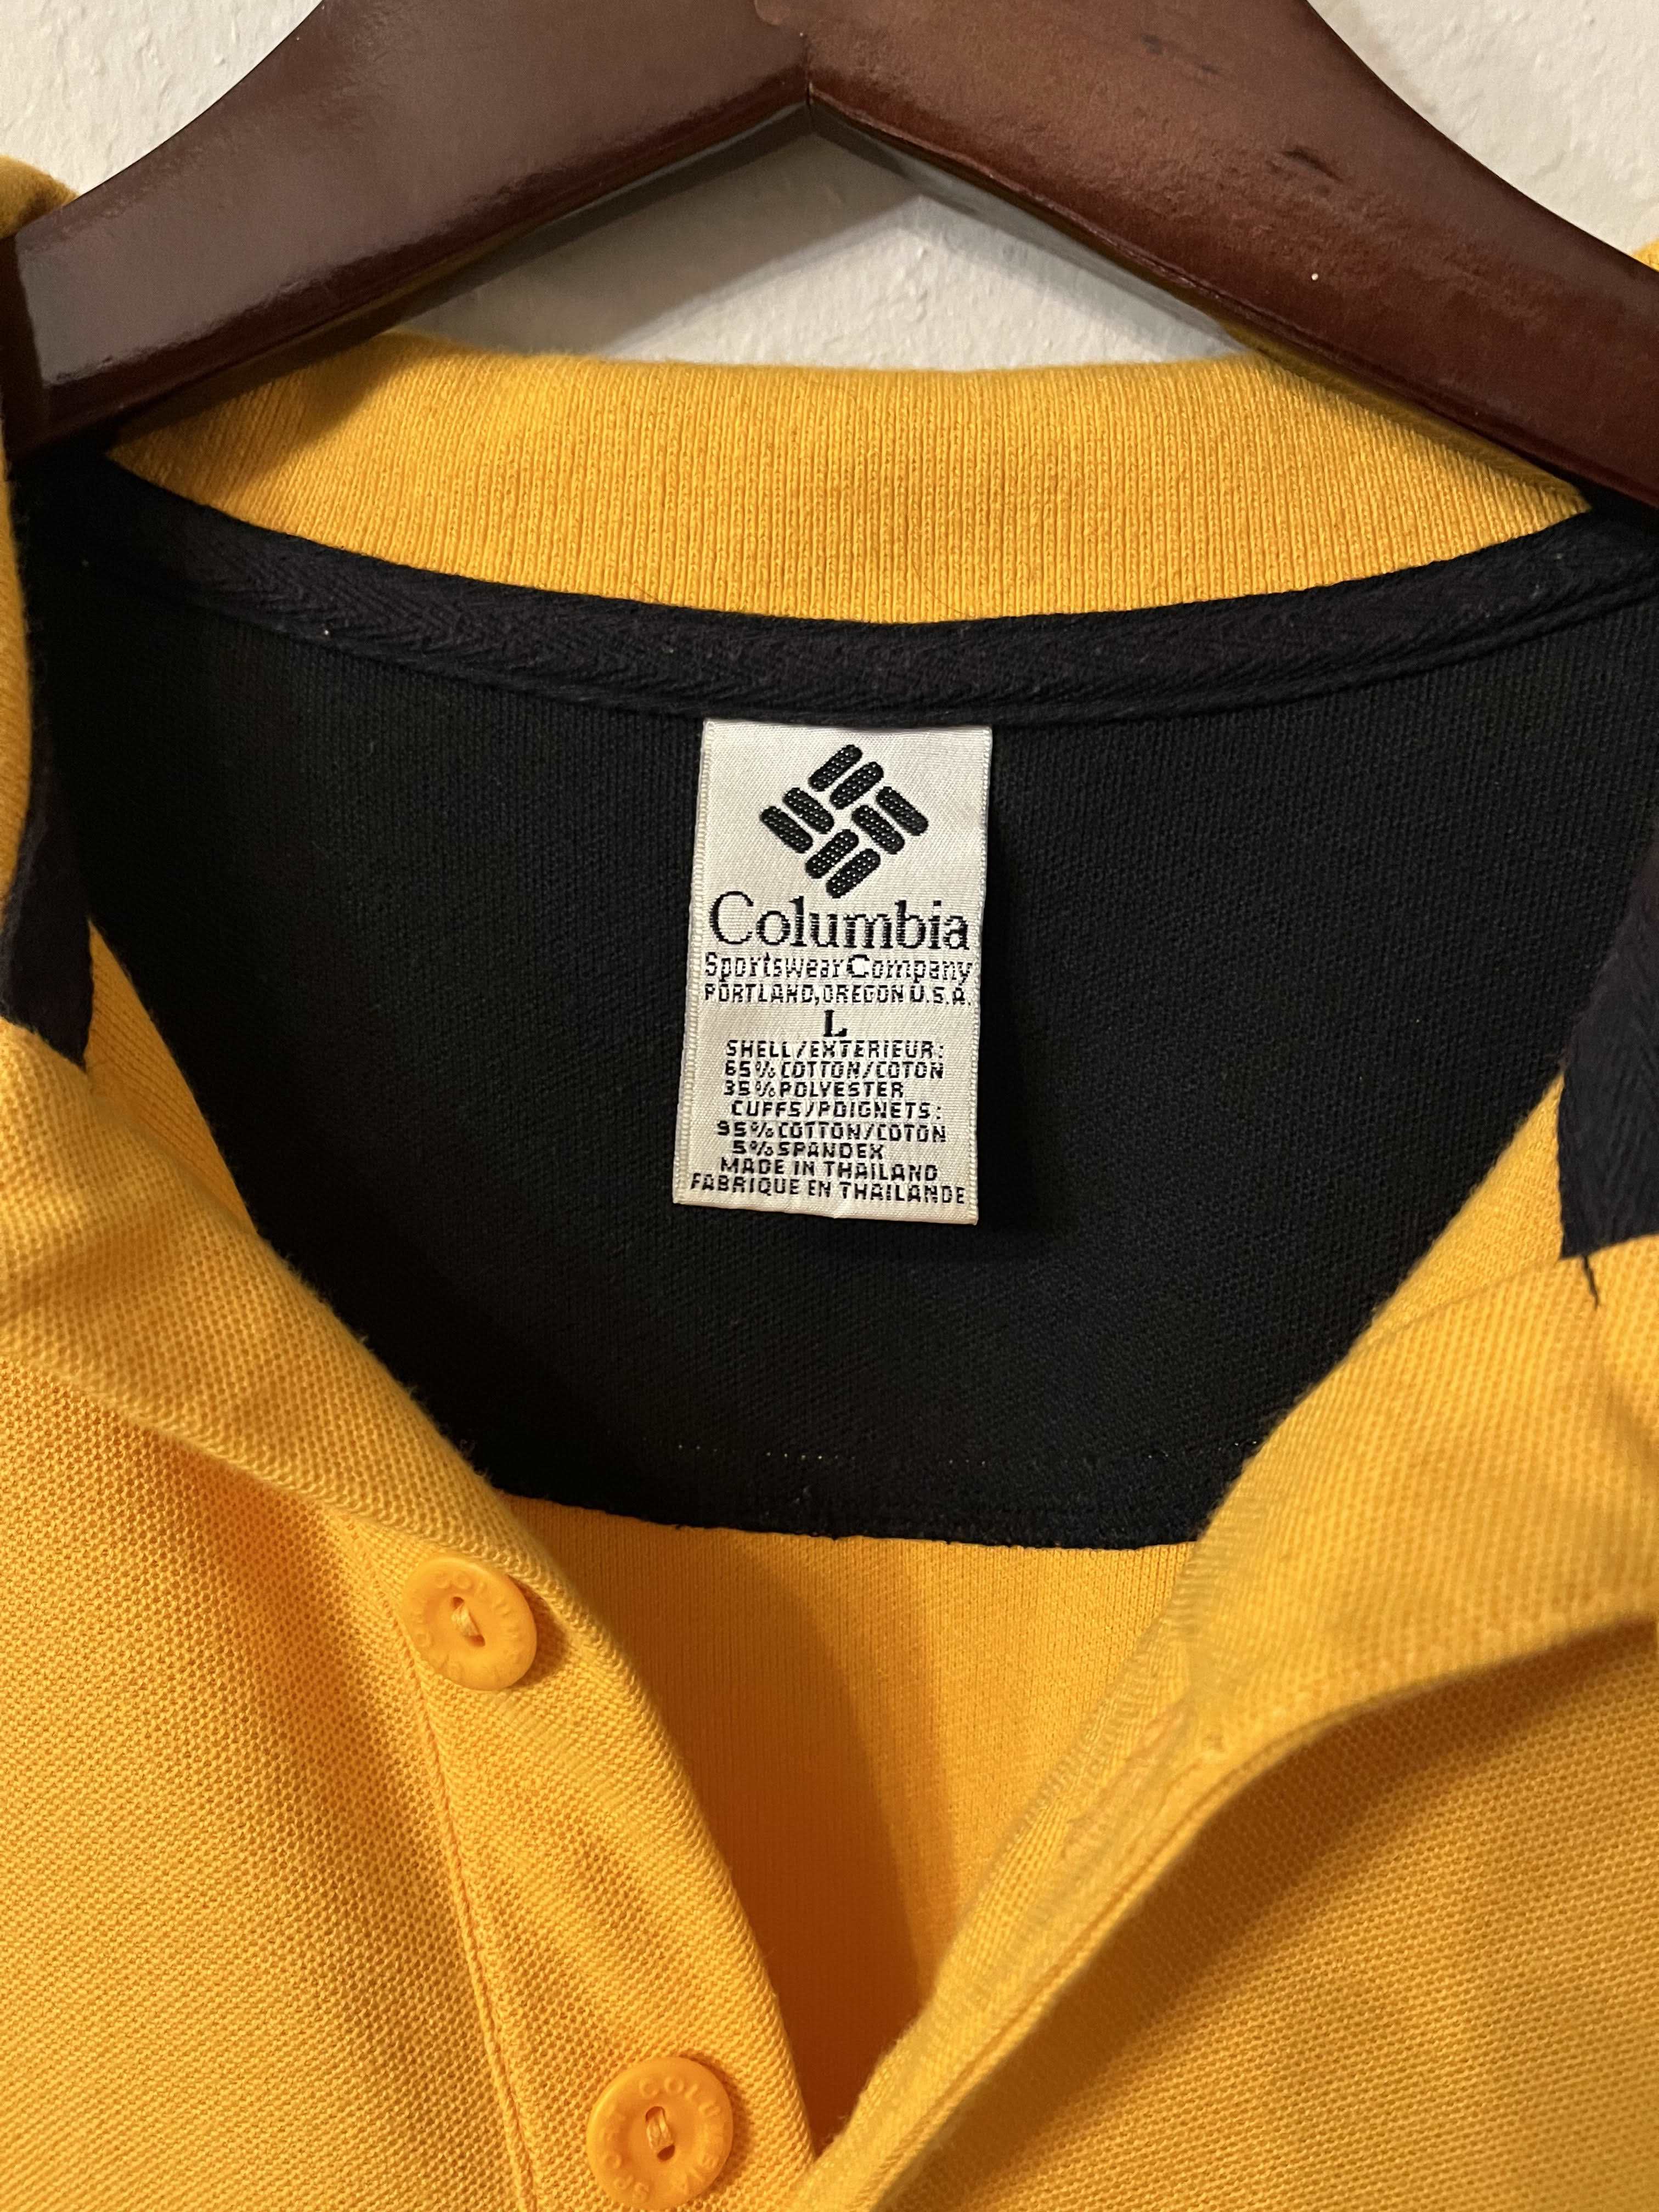 Columbia
Sportswear Company
PORTLAND, OREGON U.S.A.
L
SHELL/EXTERIEUR:
65% COTTON/COTON
35% POLYESTER
CUFFS/POIGNETS:
95% COTTON/COTON
5% SPANDEX
MADE IN THAILAND
FABRIQUE EN THAILANDE